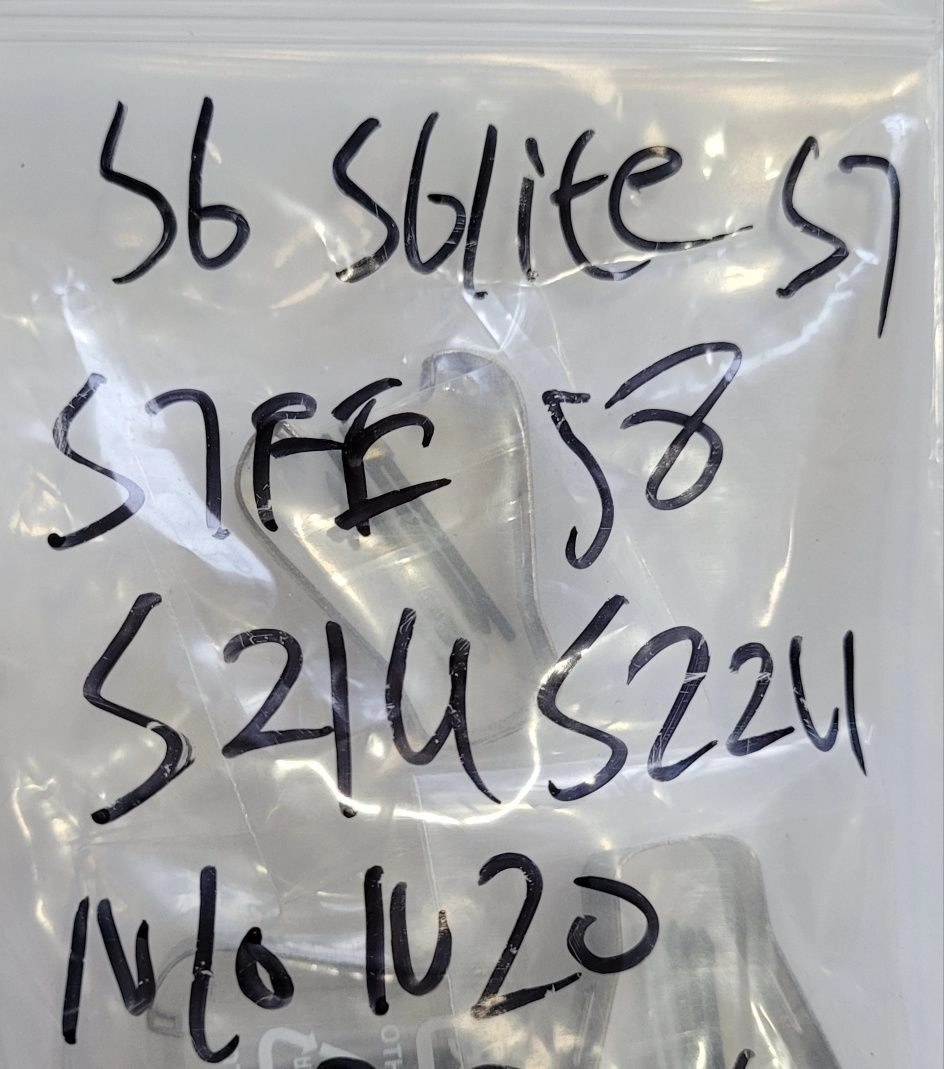 S6 S6lite S7
S7FE S8
S21U S22U
N10 N20